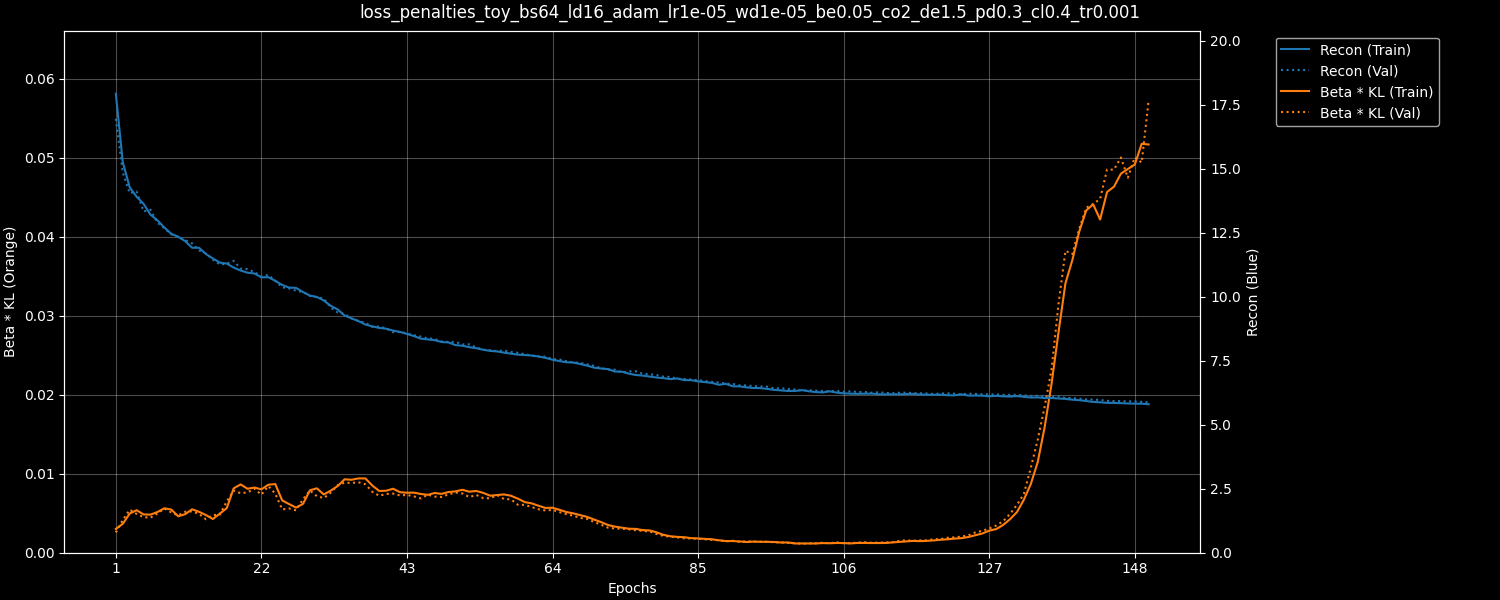 loss_penalties_toy_bs64_ld16_adam_lr1e-05_wd1e-05_be0.05_co2_de1.5_pd0.3_cl0.4_tr0.001
Beta * KL (Orange)
0.06
0.05
0.04
0.03
0.02
0.01
0.00
1 22 43 64 85 106 127 148
Epochs
20.0
17.5
15.0
12.5
10.0
7.5
5.0
2.5
0.0
Recon (Blue)
Recon (Train)
Recon (Val)
Beta * KL (Train)
Beta * KL (Val)